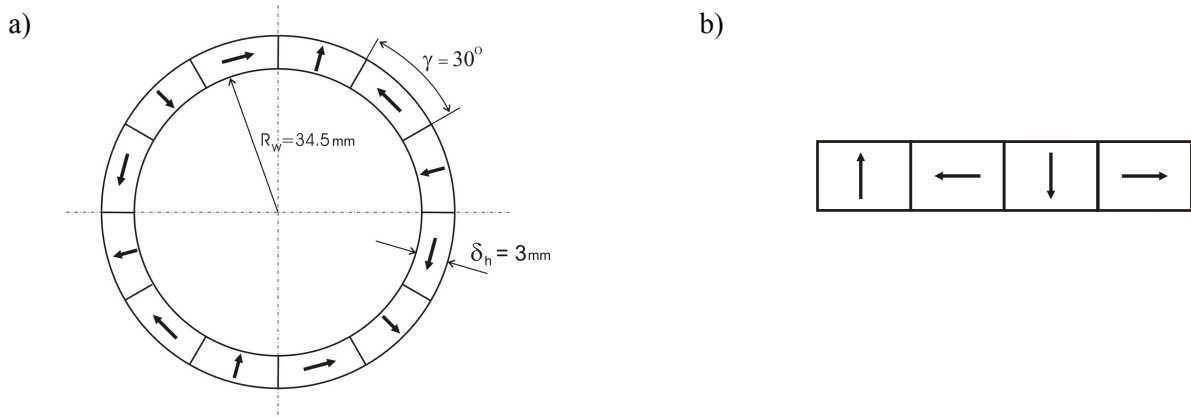 a)
b)
γ = 30°
R_w=34.5mm
δ_h = 3mm